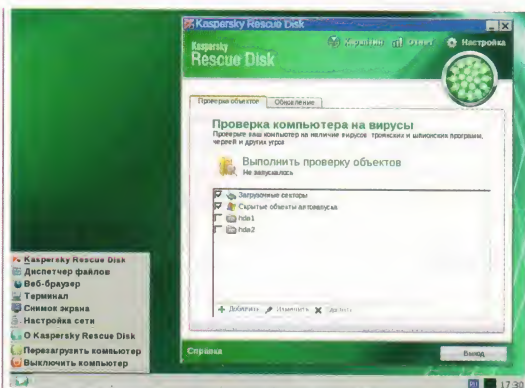 Kaspersky Rescue Disk
Карантин Отчет Настройка
Kaspersky
Rescue Disk
Проверка объектов Обновление
Проверка компьютера на вирусы
Проверьте ваш компьютер на наличие вирусов, троянских и шпионских программ,
червей и других угроз
Выполнить проверку объектов
Не запускалось
Загрузочные секторы
Скрытые объекты автозапуска
hda1
hda2
Добавить Изменить Удалить
Справка
Выход
Kaspersky Rescue Disk
Диспетчер файлов
Веб-браузер
Терминал
Снимок экрана
Настройка сети
О Kaspersky Rescue Disk
Перезагрузить компьютер
Выключить компьютер
17:30